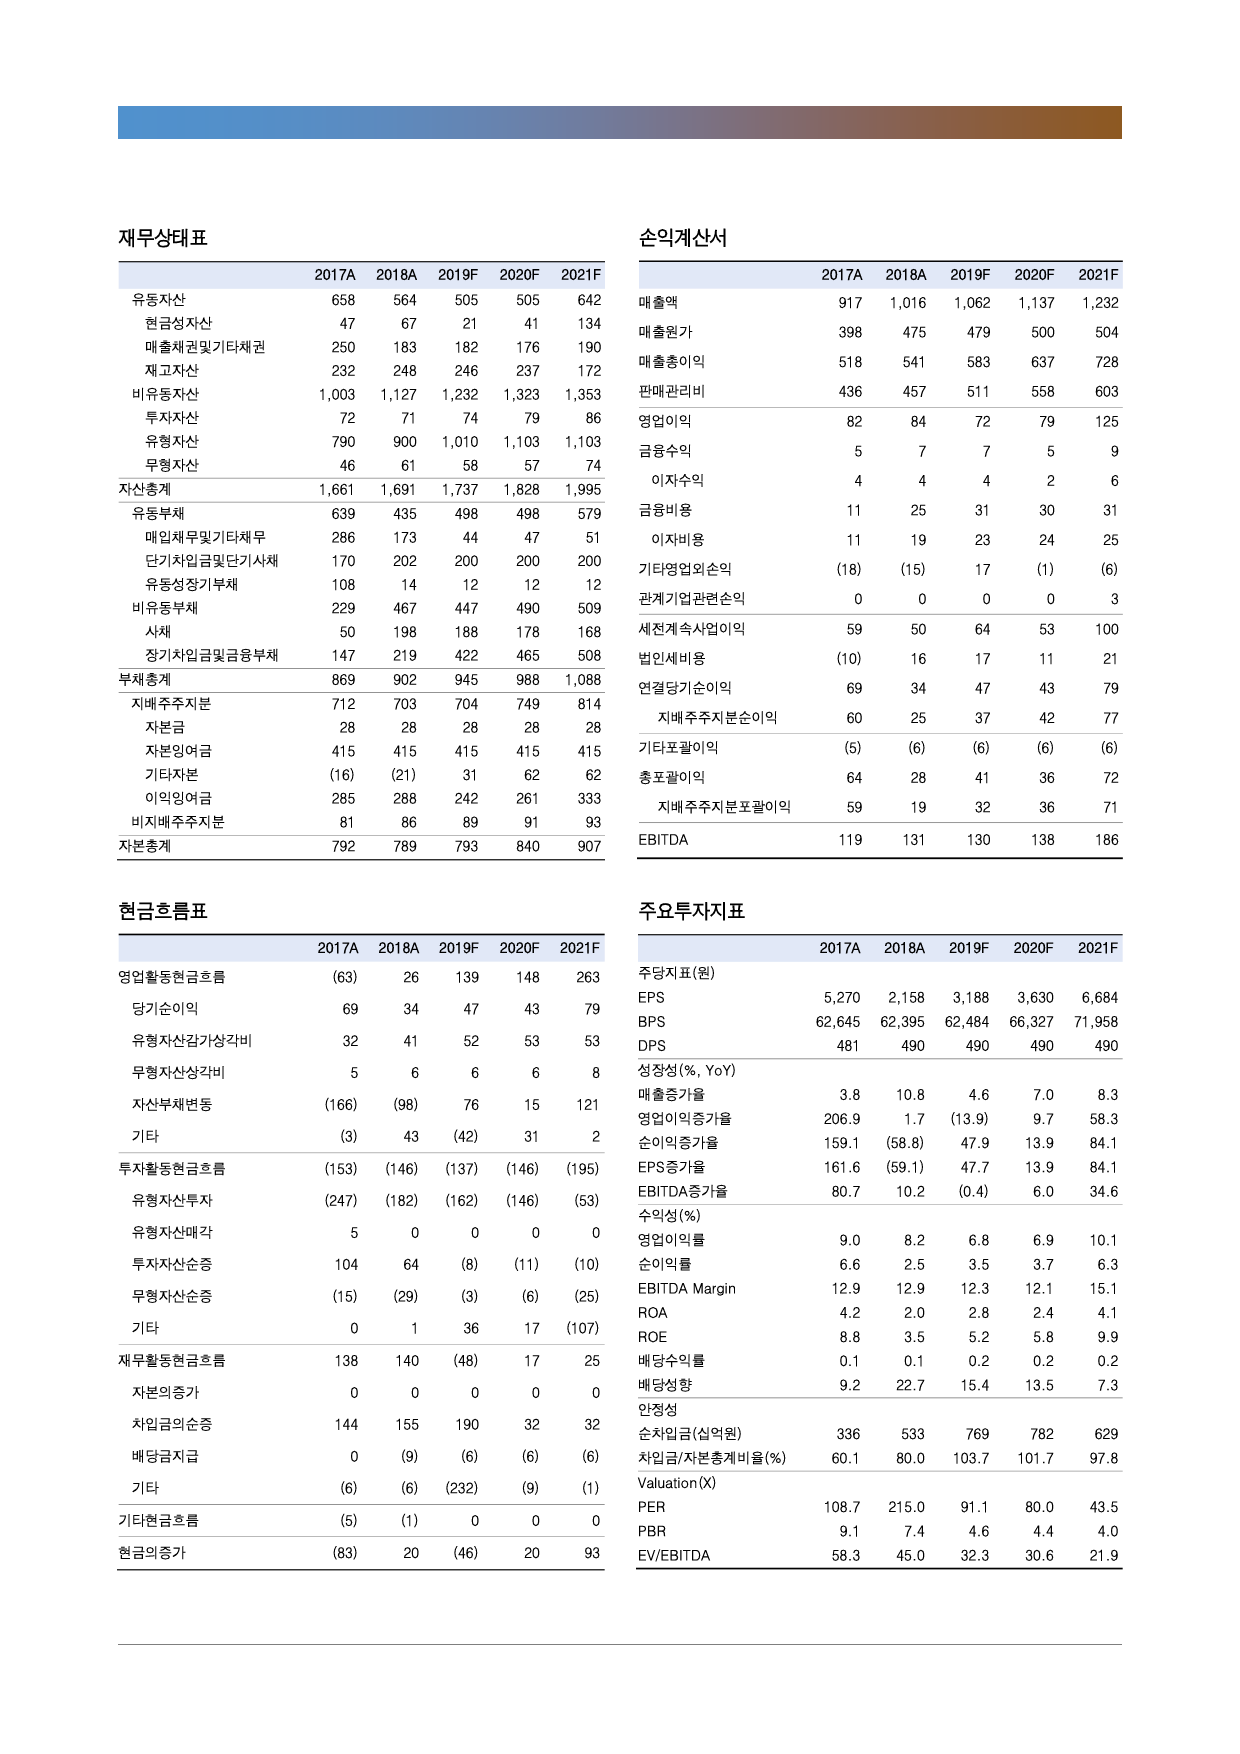 재무상태표
2017A 2018A 2019F 2020F 2021F
유동자산 658 564 505 505 642
현금성자산 47 67 21 41 134
매출채권및기타채권 250 183 182 176 190
재고자산 232 248 246 237 172
비유동자산 1,003 1,127 1,232 1,323 1,353
투자자산 72 71 74 79 86
유형자산 790 900 1,010 1,103 1,103
무형자산 46 61 58 57 74
자산총계 1,661 1,691 1,737 1,828 1,995
유동부채 639 435 498 498 579
매입채무및기타채무 286 173 44 47 51
단기차입금및단기사채 170 202 200 200 200
유동성장기부채 108 14 12 12 12
비유동부채 229 467 447 490 509
사채 50 198 188 178 168
장기차입금및금융부채 147 219 422 465 508
부채총계 869 902 945 988 1,088
지배주주지분 712 703 704 749 814
자본금 28 28 28 28 28
자본잉여금 415 415 415 415 415
기타자본 (16) (21) 31 62 62
이익잉여금 285 288 242 261 333
비지배주주지분 81 86 89 91 93
자본총계 792 789 793 840 907
손익계산서
2017A 2018A 2019F 2020F 2021F
매출액 917 1,016 1,062 1,137 1,232
매출원가 398 475 479 500 504
매출총이익 518 541 583 637 728
판매관리비 436 457 511 558 603
영업이익 82 84 72 79 125
금융수익 5 7 7 5 9
이자수익 4 4 4 2 6
금융비용 11 25 31 30 31
이자비용 11 19 23 24 25
기타영업외손익 (18) (15) 17 (1) (6)
관계기업관련손익 0 0 0 0 3
세전계속사업이익 59 50 64 53 100
법인세비용 (10) 16 17 11 21
연결당기순이익 69 34 47 43 79
지배주주지분순이익 60 25 37 42 77
기타포괄이익 (5) (6) (6) (6) (6)
총포괄이익 64 28 41 36 72
지배주주지분포괄이익 59 19 32 36 71
EBITDA 119 131 130 138 186
현금흐름표
2017A 2018A 2019F 2020F 2021F
영업활동현금흐름 (63) 26 139 148 263
당기순이익 69 34 47 43 79
유형자산감가상각비 32 41 52 53 53
무형자산상각비 5 6 6 6 8
자산부채변동 (166) (98) 76 15 121
기타 (3) 43 (42) 31 2
투자활동현금흐름 (153) (146) (137) (146) (195)
유형자산투자 (247) (182) (162) (146) (53)
유형자산매각 5 0 0 0 0
투자자산순증 104 64 (8) (11) (10)
무형자산순증 (15) (29) (3) (6) (25)
기타 0 1 36 17 (107)
재무활동현금흐름 138 140 (48) 17 25
자본의증가 0 0 0 0 0
차입금의순증 144 155 190 32 32
배당금지급 0 (9) (6) (6) (6)
기타 (6) (6) (232) (9) (1)
기타현금흐름 (5) (1) 0 0 0
현금의증가 (83) 20 (46) 20 93
주요투자지표
2017A 2018A 2019F 2020F 2021F
주당지표(원)
EPS 5,270 2,158 3,188 3,630 6,684
BPS 62,645 62,395 62,484 66,327 71,958
DPS 481 490 490 490 490
성장성(%, YoY)
매출증가율 3.8 10.8 4.6 7.0 8.3
영업이익증가율 206.9 1.7 (13.9) 9.7 58.3
순이익증가율 159.1 (58.8) 47.9 13.9 84.1
EPS증가율 161.6 (59.1) 47.7 13.9 84.1
EBITDA증가율 80.7 10.2 (0.4) 6.0 34.6
수익성(%)
영업이익률 9.0 8.2 6.8 6.9 10.1
순이익률 6.6 2.5 3.5 3.7 6.3
EBITDA Margin 12.9 12.9 12.3 12.1 15.1
ROA 4.2 2.0 2.8 2.4 4.1
ROE 8.8 3.5 5.2 5.8 9.9
배당수익률 0.1 0.1 0.2 0.2 0.2
배당성향 9.2 22.7 15.4 13.5 7.3
안정성
순차입금(십억원) 336 533 769 782 629
차입금/자본총계비율(%) 60.1 80.0 103.7 101.7 97.8
Valuation(X)
PER 108.7 215.0 91.1 80.0 43.5
PBR 9.1 7.4 4.6 4.4 4.0
EV/EBITDA 58.3 45.0 32.3 30.6 21.9